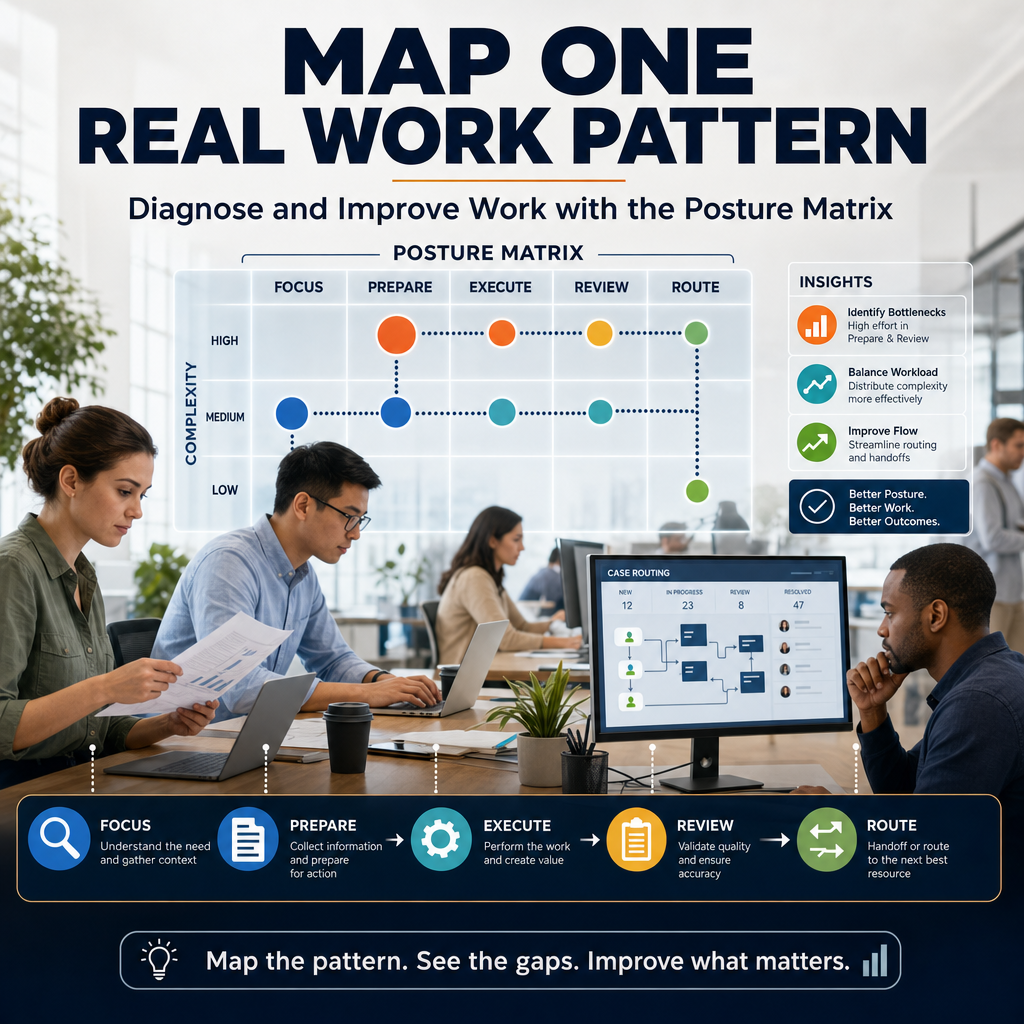 MAP ONE
REAL WORK PATTERN
Diagnose and Improve Work with the Posture Matrix
POSTURE MATRIX
FOCUS PREPARE EXECUTE REVIEW ROUTE
COMPLEXITY
HIGH
MEDIUM
LOW
INSIGHTS
Identify Bottlenecks
High effort in
Prepare & Review
Balance Workload
Distribute complexity
more effectively
Improve Flow
Streamline routing
and handoffs
Better Posture.
Better Work.
Better Outcomes.
CASE ROUTING
NEW IN PROGRESS REVIEW RESOLVED
12 23 8 47
FOCUS
Understand the need
and gather context
PREPARE
Collect information
and prepare
for action
EXECUTE
Perform the work
and create value
REVIEW
Validate quality
and ensure
accuracy
ROUTE
Handoff or route
to the next best
resource
Map the pattern. See the gaps. Improve what matters.